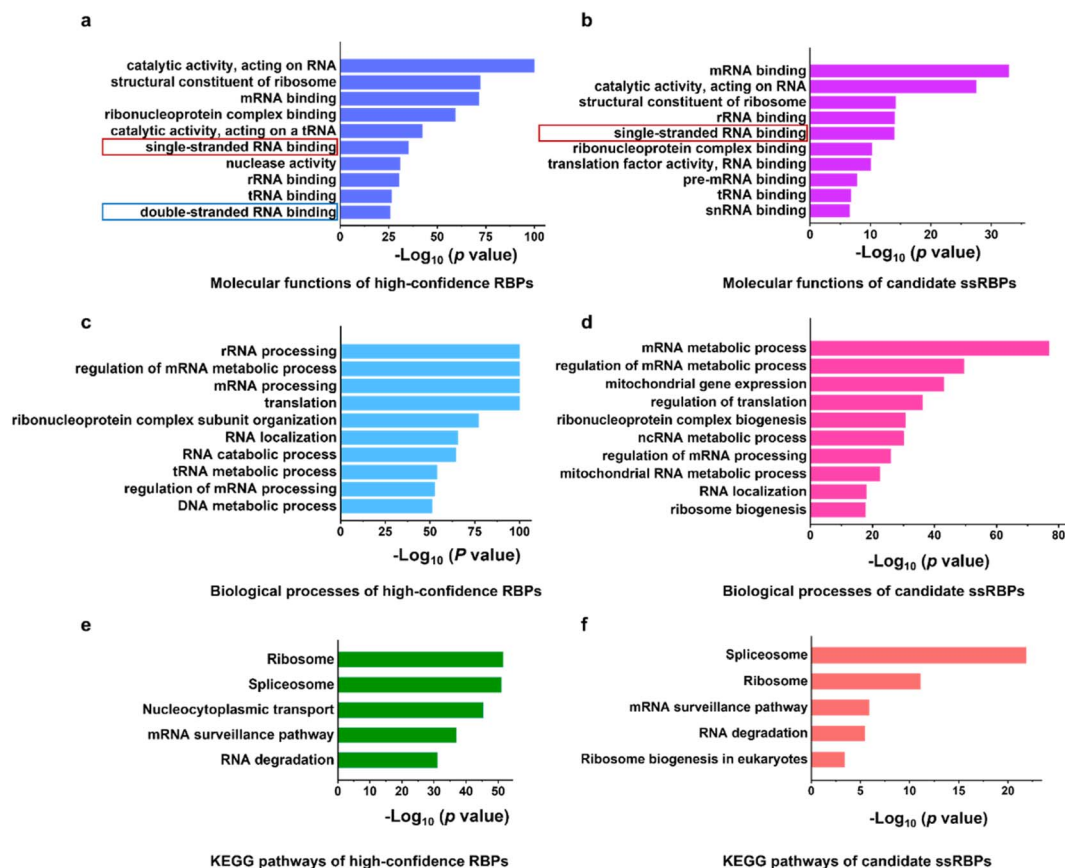 a
catalytic activity, acting on RNA
structural constituent of ribosome
mRNA binding
ribonucleoprotein complex binding
catalytic activity, acting on a tRNA
single-stranded RNA binding
nuclease activity
rRNA binding
tRNA binding
double-stranded RNA binding
0 25 50 75 100
-Log10 (p value)
Molecular functions of high-confidence RBPs
b
mRNA binding
catalytic activity, acting on RNA
structural constituent of ribosome
rRNA binding
single-stranded RNA binding
ribonucleoprotein complex binding
translation factor activity, RNA binding
pre-mRNA binding
tRNA binding
snRNA binding
0 10 20 30
-Log10 (p value)
Molecular functions of candidate ssRBPs
c
rRNA processing
regulation of mRNA metabolic process
mRNA processing
translation
ribonucleoprotein complex subunit organization
RNA localization
RNA catabolic process
tRNA metabolic process
regulation of mRNA processing
DNA metabolic process
0 25 50 75 100
-Log10 (P value)
Biological processes of high-confidence RBPs
d
mRNA metabolic process
regulation of mRNA metabolic process
mitochondrial gene expression
regulation of translation
ribonucleoprotein complex biogenesis
ncRNA metabolic process
regulation of mRNA processing
mitochondrial RNA metabolic process
RNA localization
ribosome biogenesis
0 20 40 60 80
-Log10 (p value)
Biological processes of candidate ssRBPs
e
Ribosome
Spliceosome
Nucleocytoplasmic transport
mRNA surveillance pathway
RNA degradation
0 10 20 30 40 50
-Log10 (p value)
KEGG pathways of high-confidence RBPs
f
Spliceosome
Ribosome
mRNA surveillance pathway
RNA degradation
Ribosome biogenesis in eukaryotes
0 5 10 15 20
-Log10 (p value)
KEGG pathways of candidate ssRBPs